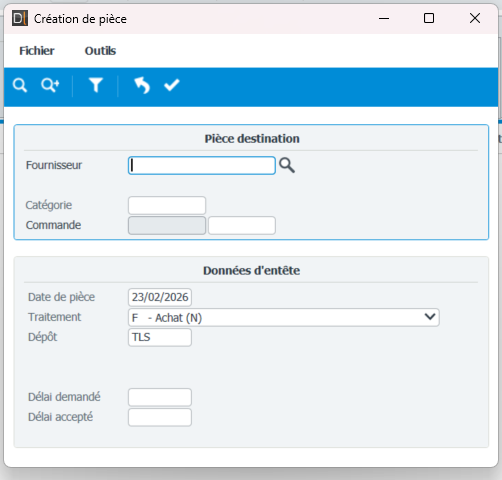 D! Création de pièce
Fichier Outils
Pièce destination
Fournisseur
Catégorie
Commande
Données d'entête
Date de pièce 23/02/2026
Traitement F - Achat (N)
Dépôt TLS
Délai demandé
Délai accepté